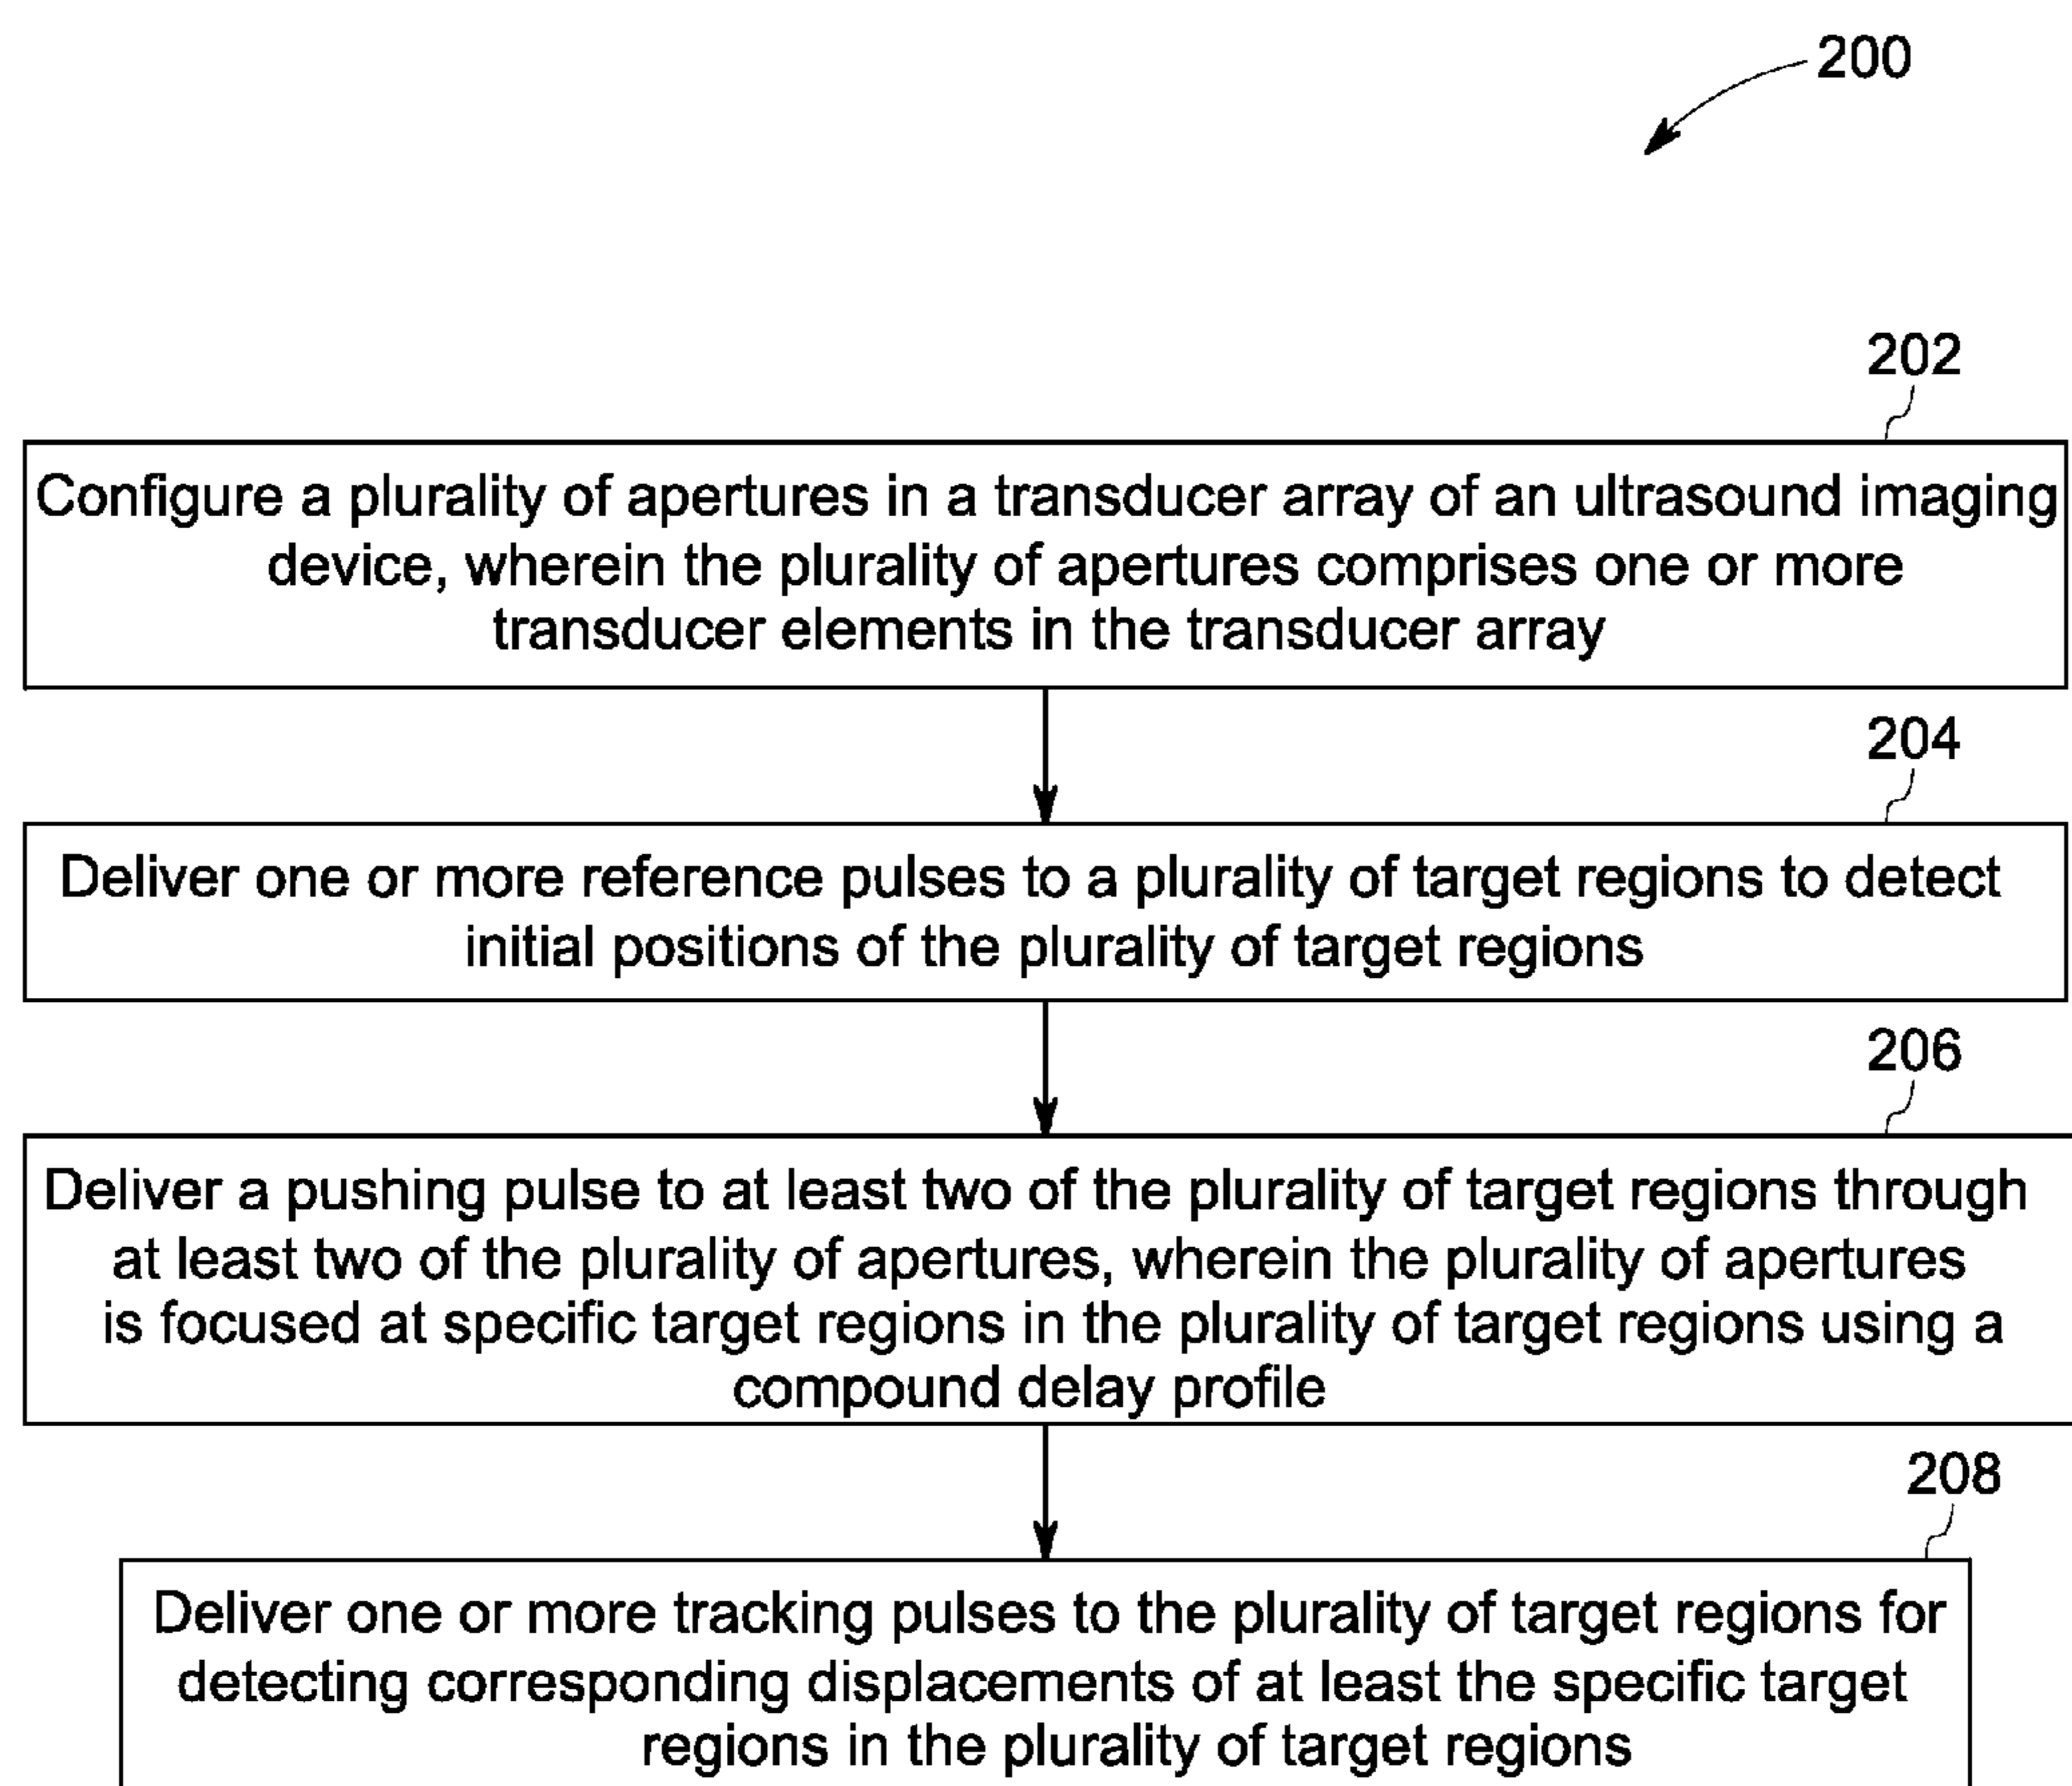 200
202
Configure a plurality of apertures in a transducer array of an ultrasound imaging
device, wherein the plurality of apertures comprises one or more
transducer elements in the transducer array
204
Deliver one or more reference pulses to a plurality of target regions to detect
initial positions of the plurality of target regions
206
Deliver a pushing pulse to at least two of the plurality of target regions through
at least two of the plurality of apertures, wherein the plurality of apertures
is focused at specific target regions in the plurality of target regions using a
compound delay profile
208
Deliver one or more tracking pulses to the plurality of target regions for
detecting corresponding displacements of at least the specific target
regions in the plurality of target regions